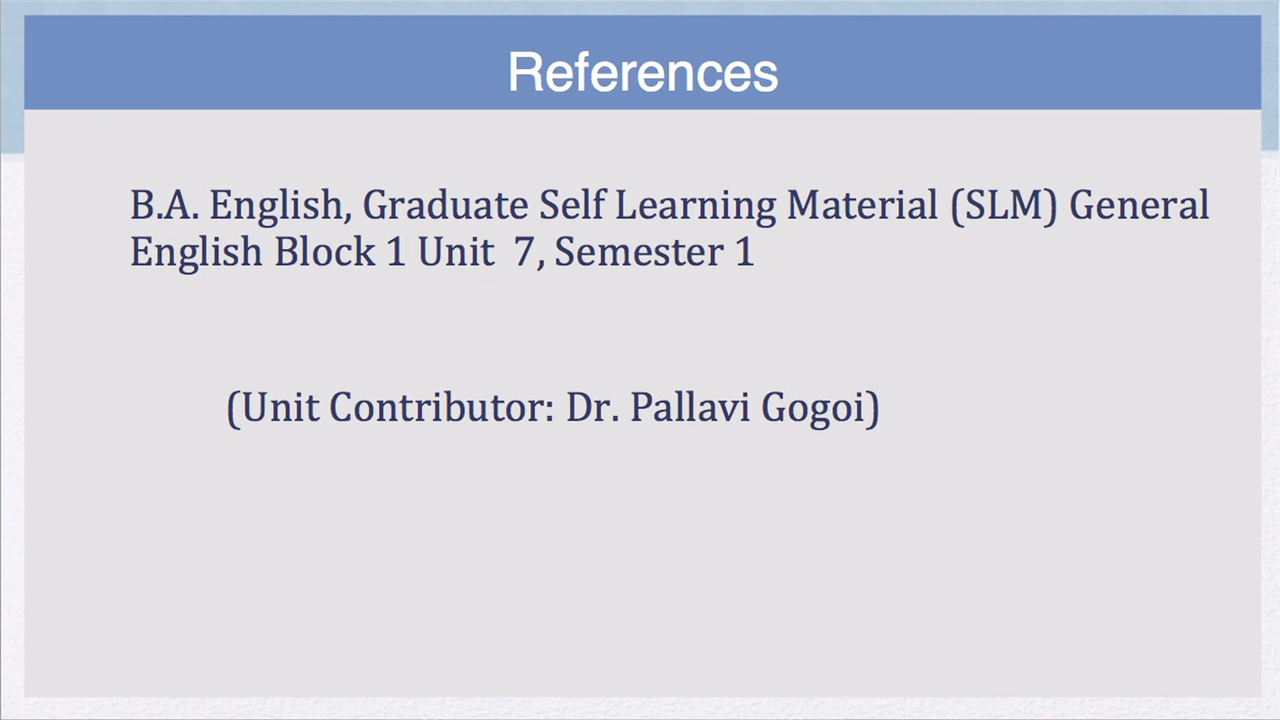 References
B.A. English, Graduate Self Learning Material (SLM) General
English Block 1 Unit  7, Semester 1
(Unit Contributor: Dr. Pallavi Gogoi)